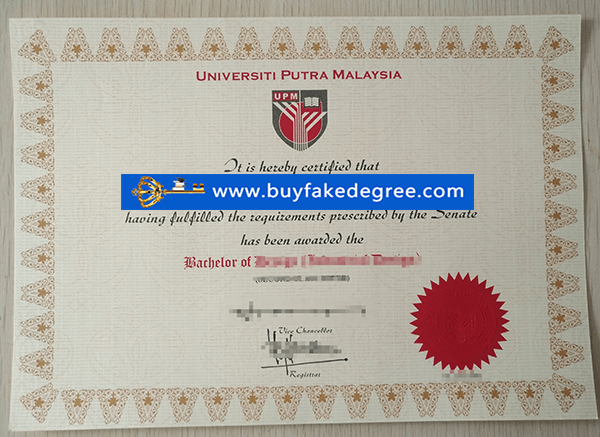 UNIVERSITI PUTRA MALAYSIA
UPM
It is hereby certified that
www.buyfakedegree.com
having fulfilled the requirements prescribed by the Senate
has been awarded the
Bachelor of
Vice Chancellor
Registrar